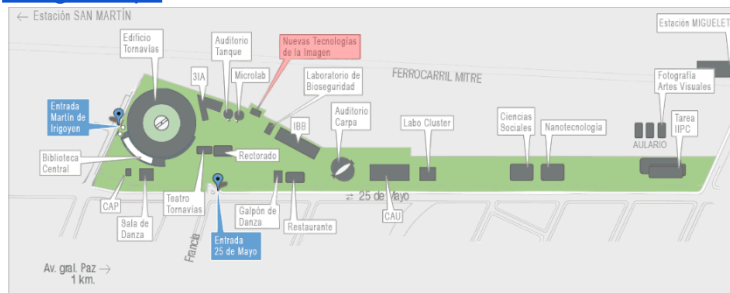 ← Estación SAN MARTÍN
Edificio
Tornavías
Auditorio
Tanque
Nuevas Tecnologías
de la Imagen
Estación MIGUELETE
3IA
Microlab
Laboratorio de
Bioseguridad
FERROCARRIL MITRE
Fotografía
Artes Visuales
Entrada
Martín de
Irigoyen
IBB
Auditorio
Carpa
Labo Cluster
Ciencias
Sociales
Nanotecnología
Tarea
IIPC
AULARIO
Biblioteca
Central
Rectorado
CAP
Sala de
Danza
Teatro
Tornavías
Galpón de
Danza
Restaurante
⇄ 25 de Mayo
CAU
Francia
Entrada
25 de Mayo
Av. gral. Paz →
1 km.